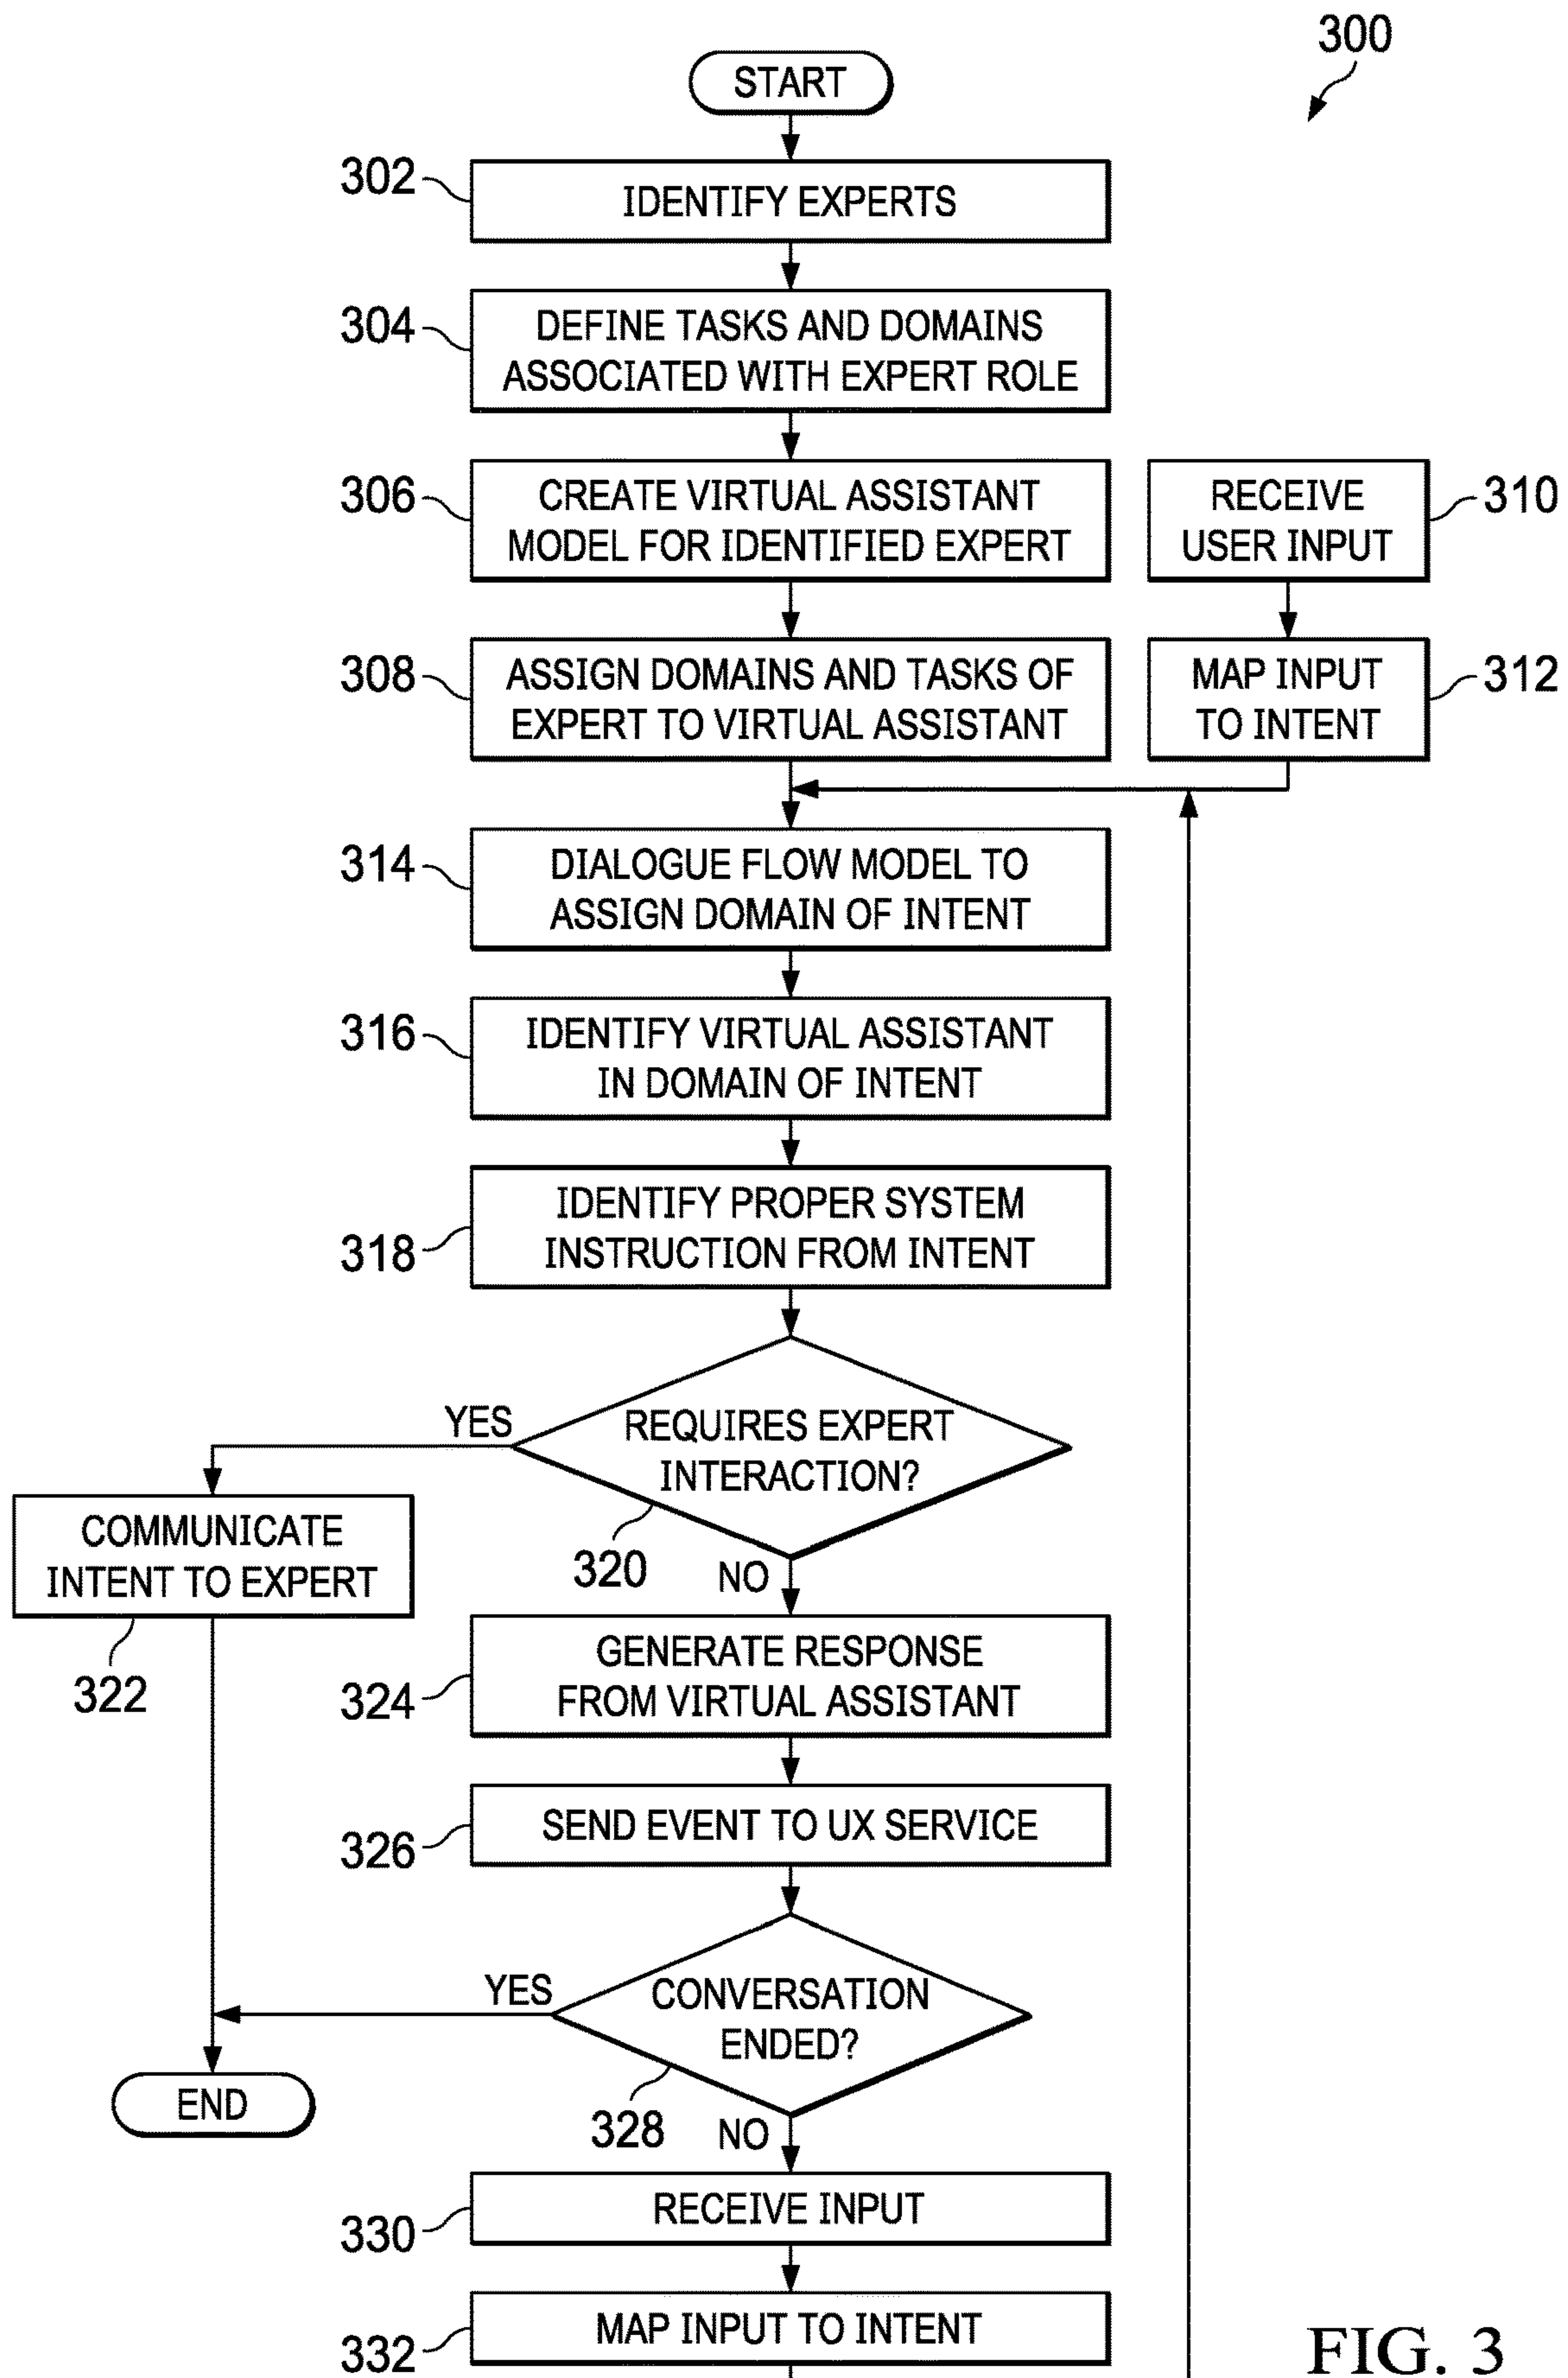 300
START
302
IDENTIFY EXPERTS
304
DEFINE TASKS AND DOMAINS
ASSOCIATED WITH EXPERT ROLE
306
CREATE VIRTUAL ASSISTANT
MODEL FOR IDENTIFIED EXPERT
RECEIVE
USER INPUT
310
308
ASSIGN DOMAINS AND TASKS OF
EXPERT TO VIRTUAL ASSISTANT
MAP INPUT
TO INTENT
312
314
DIALOGUE FLOW MODEL TO
ASSIGN DOMAIN OF INTENT
316
IDENTIFY VIRTUAL ASSISTANT
IN DOMAIN OF INTENT
318
IDENTIFY PROPER SYSTEM
INSTRUCTION FROM INTENT
YES
REQUIRES EXPERT
INTERACTION?
320
NO
COMMUNICATE
INTENT TO EXPERT
322
324
GENERATE RESPONSE
FROM VIRTUAL ASSISTANT
326
SEND EVENT TO UX SERVICE
YES
CONVERSATION
ENDED?
END
328
NO
330
RECEIVE INPUT
332
MAP INPUT TO INTENT
FIG. 3